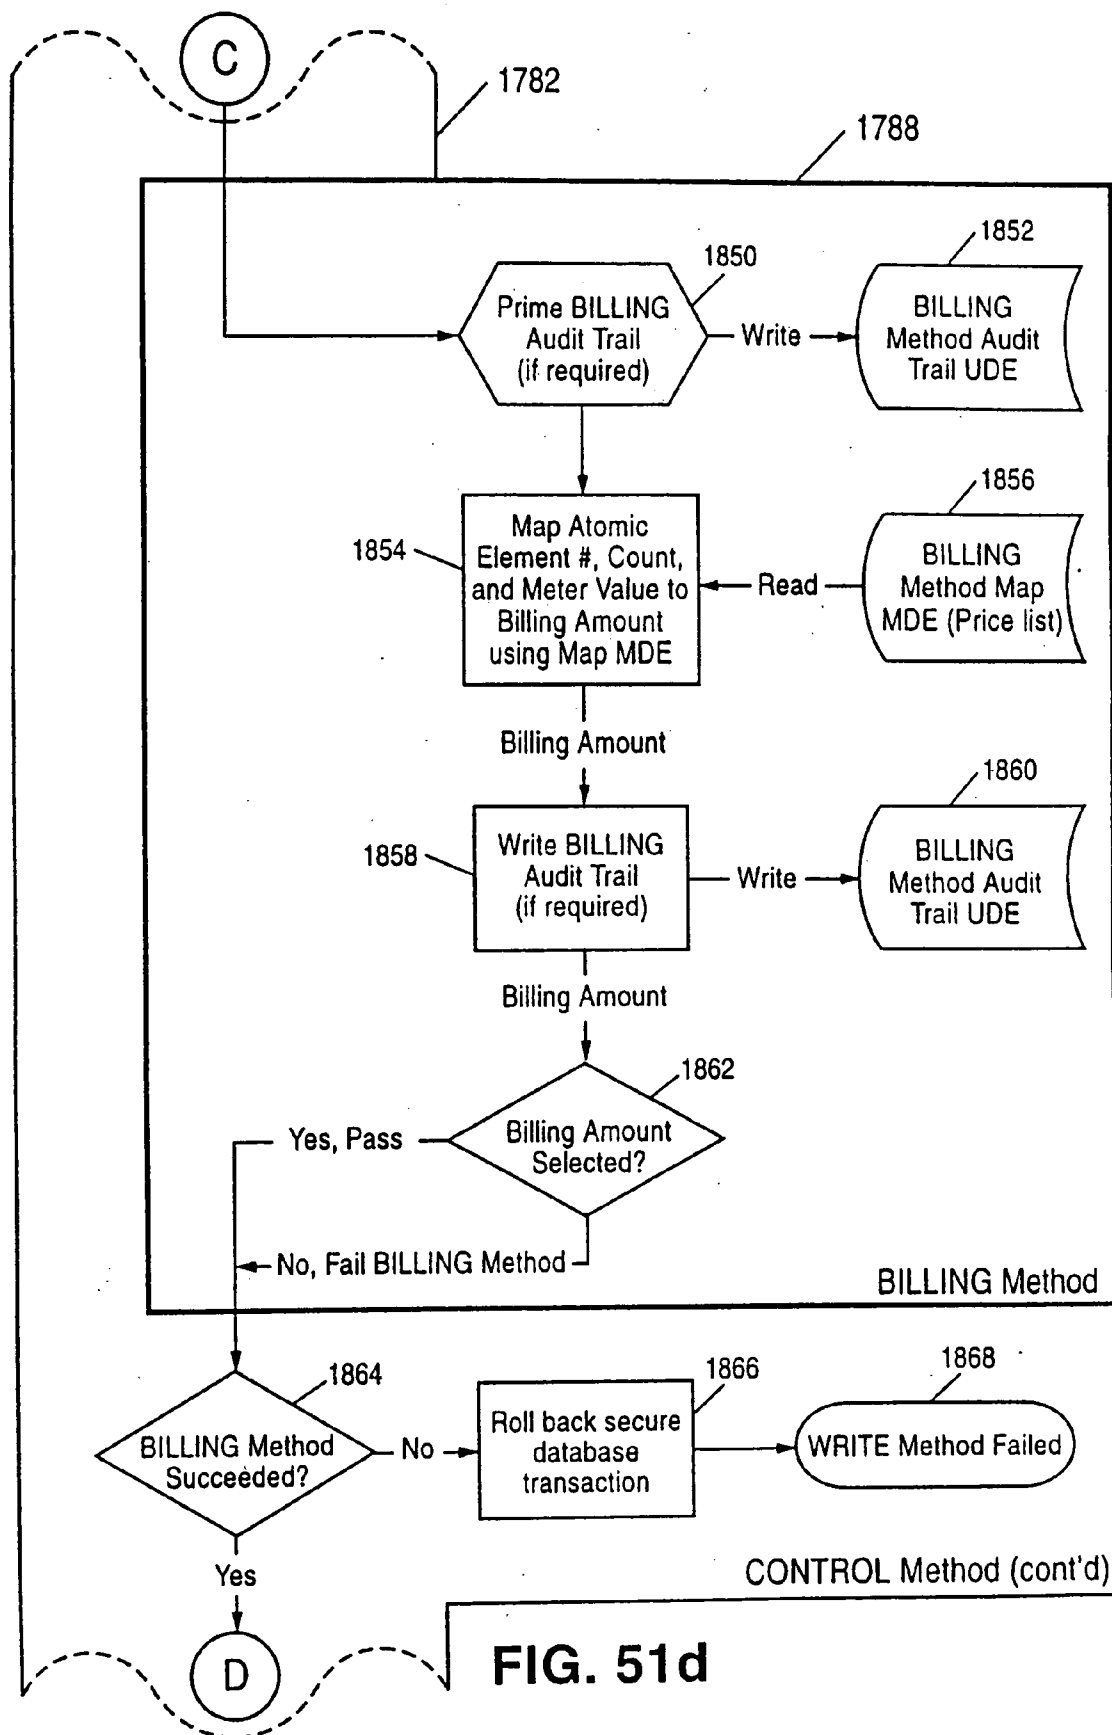 C
1782
1788
1850
1852
Prime BILLING
Audit Trail
(if required)
Write
BILLING
Method Audit
Trail UDE
1854
1856
Map Atomic
Element #, Count,
and Meter Value to
Billing Amount
using Map MDE
Read
BILLING
Method Map
MDE (Price list)
Billing Amount
1858
1860
Write BILLING
Audit Trail
(if required)
Write
BILLING
Method Audit
Trail UDE
Billing Amount
1862
Billing Amount
Selected?
Yes, Pass
No, Fail BILLING Method
BILLING Method
1864
1866
1868
BILLING Method
Succeeded?
No
Roll back secure
database
transaction
WRITE Method Failed
Yes
CONTROL Method (cont'd)
D
FIG. 51d